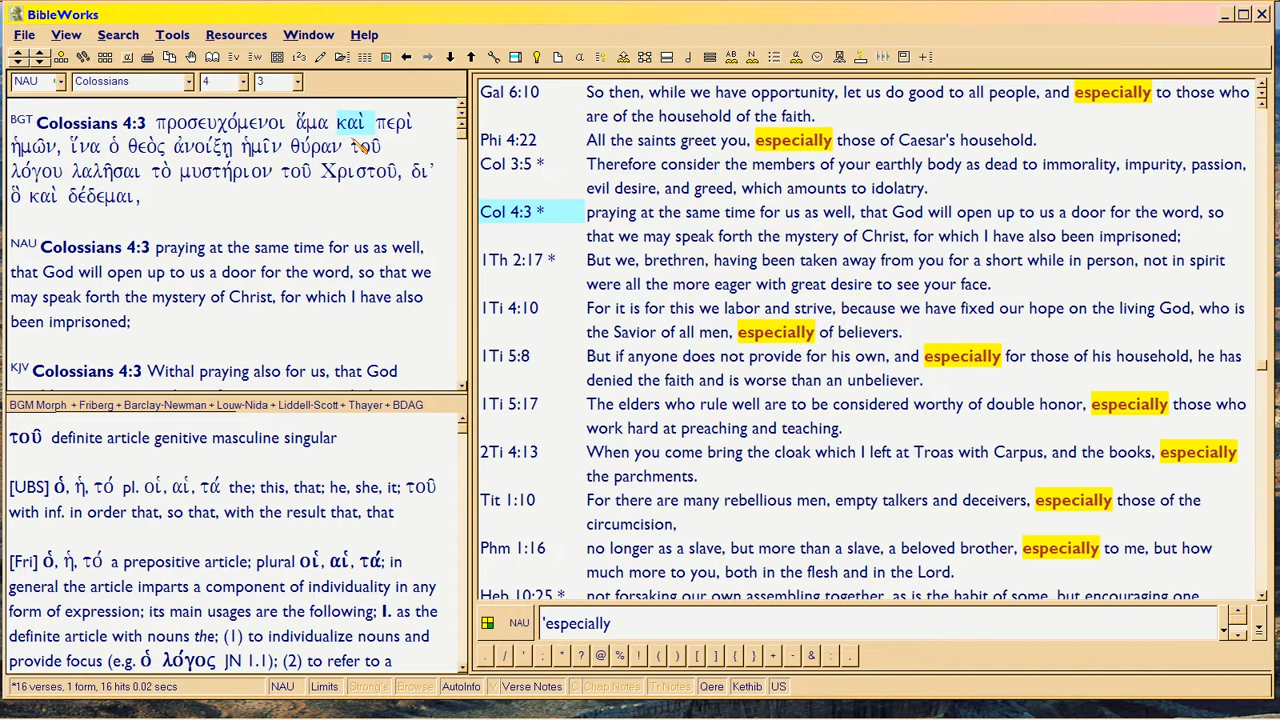 BibleWorks
File View Search Tools Resources Window Help
NAU Colossians 4 3
BGT Colossians 4:3 προσευχόμενοι ἅμα καὶ περὶ
ἡμῶν, ἵνα ὁ θεὸς ἀνοίξῃ ἡμῖν θύραν τοῦ
λόγου λαλῆσαι τὸ μυστήριον τοῦ Χριστοῦ, δι᾽
ὃ καὶ δέδεμαι,
NAU Colossians 4:3 praying at the same time for us as well,
that God will open up to us a door for the word, so that we
may speak forth the mystery of Christ, for which I have also
been imprisoned;
KJV Colossians 4:3 Withal praying also for us, that God
BGM Morph + Friberg + Barclay-Newman + Louw-Nida + Liddell-Scott + Thayer + BDAG
τοῦ definite article genitive masculine singular
[UBS] ὁ, ἡ, τό pl. οἱ, αἱ, τά the; this, that; he, she, it; τοῦ
with inf. in order that, so that, with the result that, that
[Fri] ὁ, ἡ, τό a prepositive article; plural οἱ, αἱ, τά; in
general the article imparts a component of individuality in any
form of expression; its main usages are the following; I. as the
definite article with nouns the; (1) to individualize nouns and
provide focus (e.g. ὁ λόγος JN 1.1); (2) to refer to a
Gal 6:10 So then, while we have opportunity, let us do good to all people, and especially to those who
are of the household of the faith.
Phi 4:22 All the saints greet you, especially those of Caesar's household.
Col 3:5 * Therefore consider the members of your earthly body as dead to immorality, impurity, passion,
evil desire, and greed, which amounts to idolatry.
Col 4:3 * praying at the same time for us as well, that God will open up to us a door for the word, so
that we may speak forth the mystery of Christ, for which I have also been imprisoned;
1Th 2:17 * But we, brethren, having been taken away from you for a short while in person, not in spirit
were all the more eager with great desire to see your face.
1Ti 4:10 For it is for this we labor and strive, because we have fixed our hope on the living God, who is
the Savior of all men, especially of believers.
1Ti 5:8 But if anyone does not provide for his own, and especially for those of his household, he has
denied the faith and is worse than an unbeliever.
1Ti 5:17 The elders who rule well are to be considered worthy of double honor, especially those who
work hard at preaching and teaching.
2Ti 4:13 When you come bring the cloak which I left at Troas with Carpus, and the books, especially
the parchments.
Tit 1:10 For there are many rebellious men, empty talkers and deceivers, especially those of the
circumcision,
Phm 1:16 no longer as a slave, but more than a slave, a beloved brother, especially to me, but how
much more to you, both in the flesh and in the Lord.
Heb 10:25 * not forsaking our own assembling together, as is the habit of some, but encouraging one
NAU 'especially
. / ' ; * ? @ % ! ( ) [ ] { } + - & : .
*16 verses, 1 form, 16 hits 0.02 secs NAU Limits Strong's Browse AutoInfo V Verse Notes C Chap Notes Tr Notes Qere Kethib US